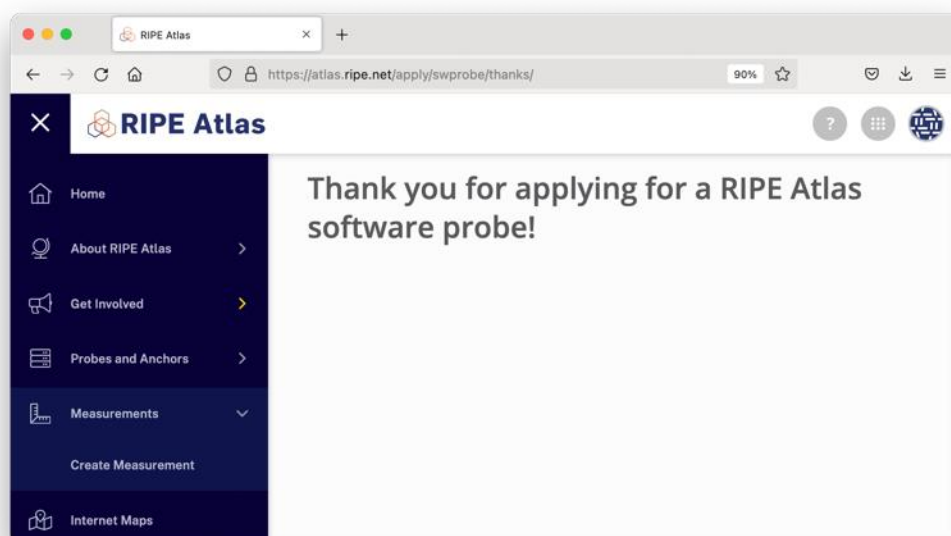 RIPE Atlas
https://atlas.ripe.net/apply/swprobe/thanks/
90%
RIPE Atlas
?
Home
About RIPE Atlas
Get Involved
Probes and Anchors
Measurements
Create Measurement
Internet Maps
Thank you for applying for a RIPE Atlas
software probe!